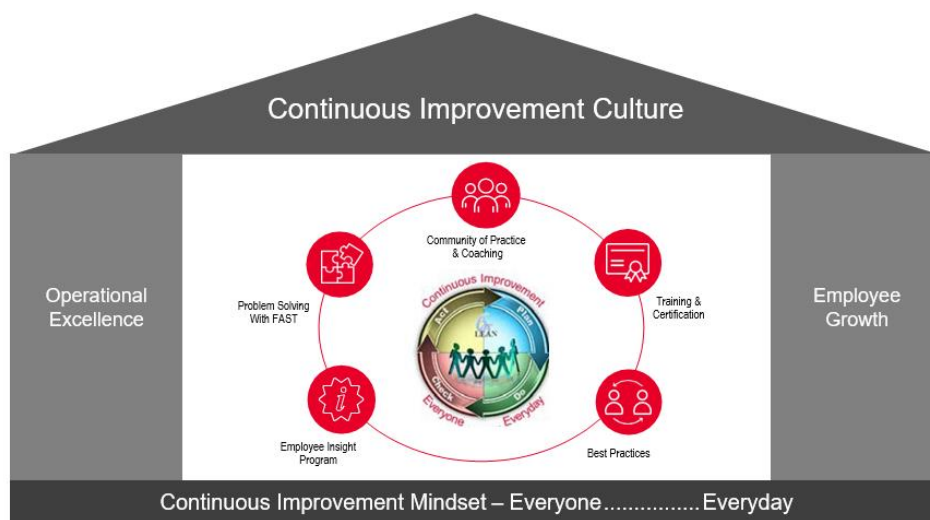 Continuous Improvement Culture
Operational
Excellence
Employee
Growth
Community of Practice
& Coaching
Training &
Certification
Best Practices
Employee Insight
Program
Problem Solving
With FAST
Continuous Improvement
Act
Plan
LEAN
Check
Do
Everyone
Everyday
Continuous Improvement Mindset – Everyone................Everyday